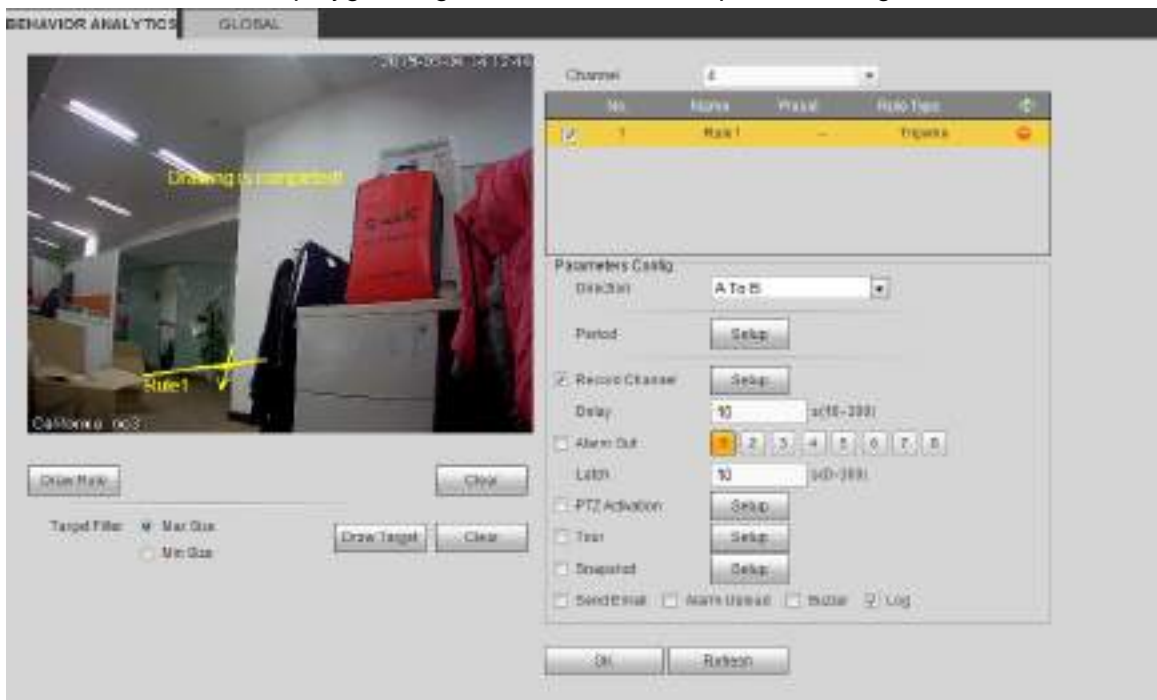 BEHAVIOR ANALYTICS GLOBAL
Drawing is completed!
Rule1
Draw Rule Clear
Target Filter Max Size
Min Size
Draw Target Clear
Channel 4
No. Name Preset Rule Type
1 Rule1 -- Tripwire
Parameters Config
Direction A To B
Period Setup
Record Channel Setup
Delay 10 s(10~300)
Alarm Out 1 2 3 4 5 6 7 8
Latch 10 s(0~300)
PTZ Activation Setup
Tour Setup
Snapshot Setup
Send Email Alarm Upload Buzzer Log
OK Refresh